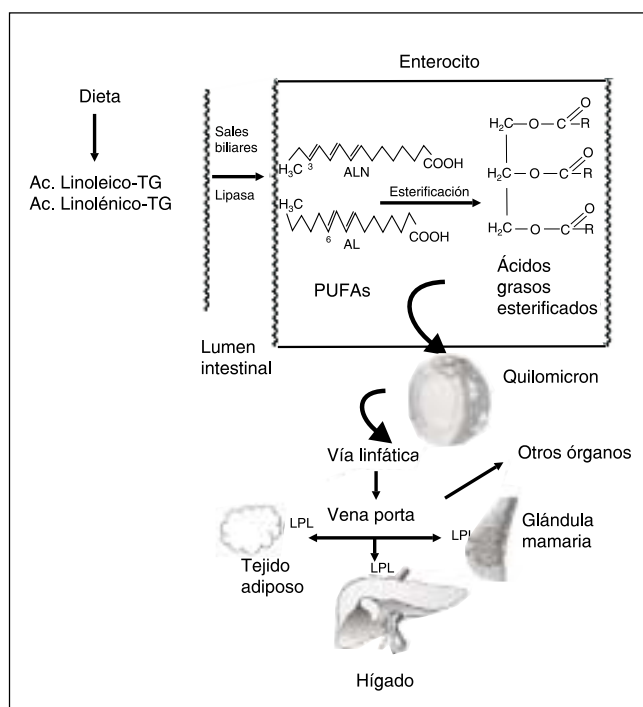 Enterocito
Dieta
Ac. Linoleico-TG
Ac. Linolénico-TG
Sales
biliares
Lipasa
H₃C
3
ALN
COOH
H₃C
6
AL
COOH
Esterificación
PUFAs
H₂C—O—C—R
O
H₂C—O—C—R
O
H₂C—O—C—R
O
Ácidos
grasos
esterificados
Lumen
intestinal
Quilomicron
Vía linfática
Otros órganos
Vena porta
LPL
LPL
LPL
Glándula
mamaria
Tejido
adiposo
Hígado